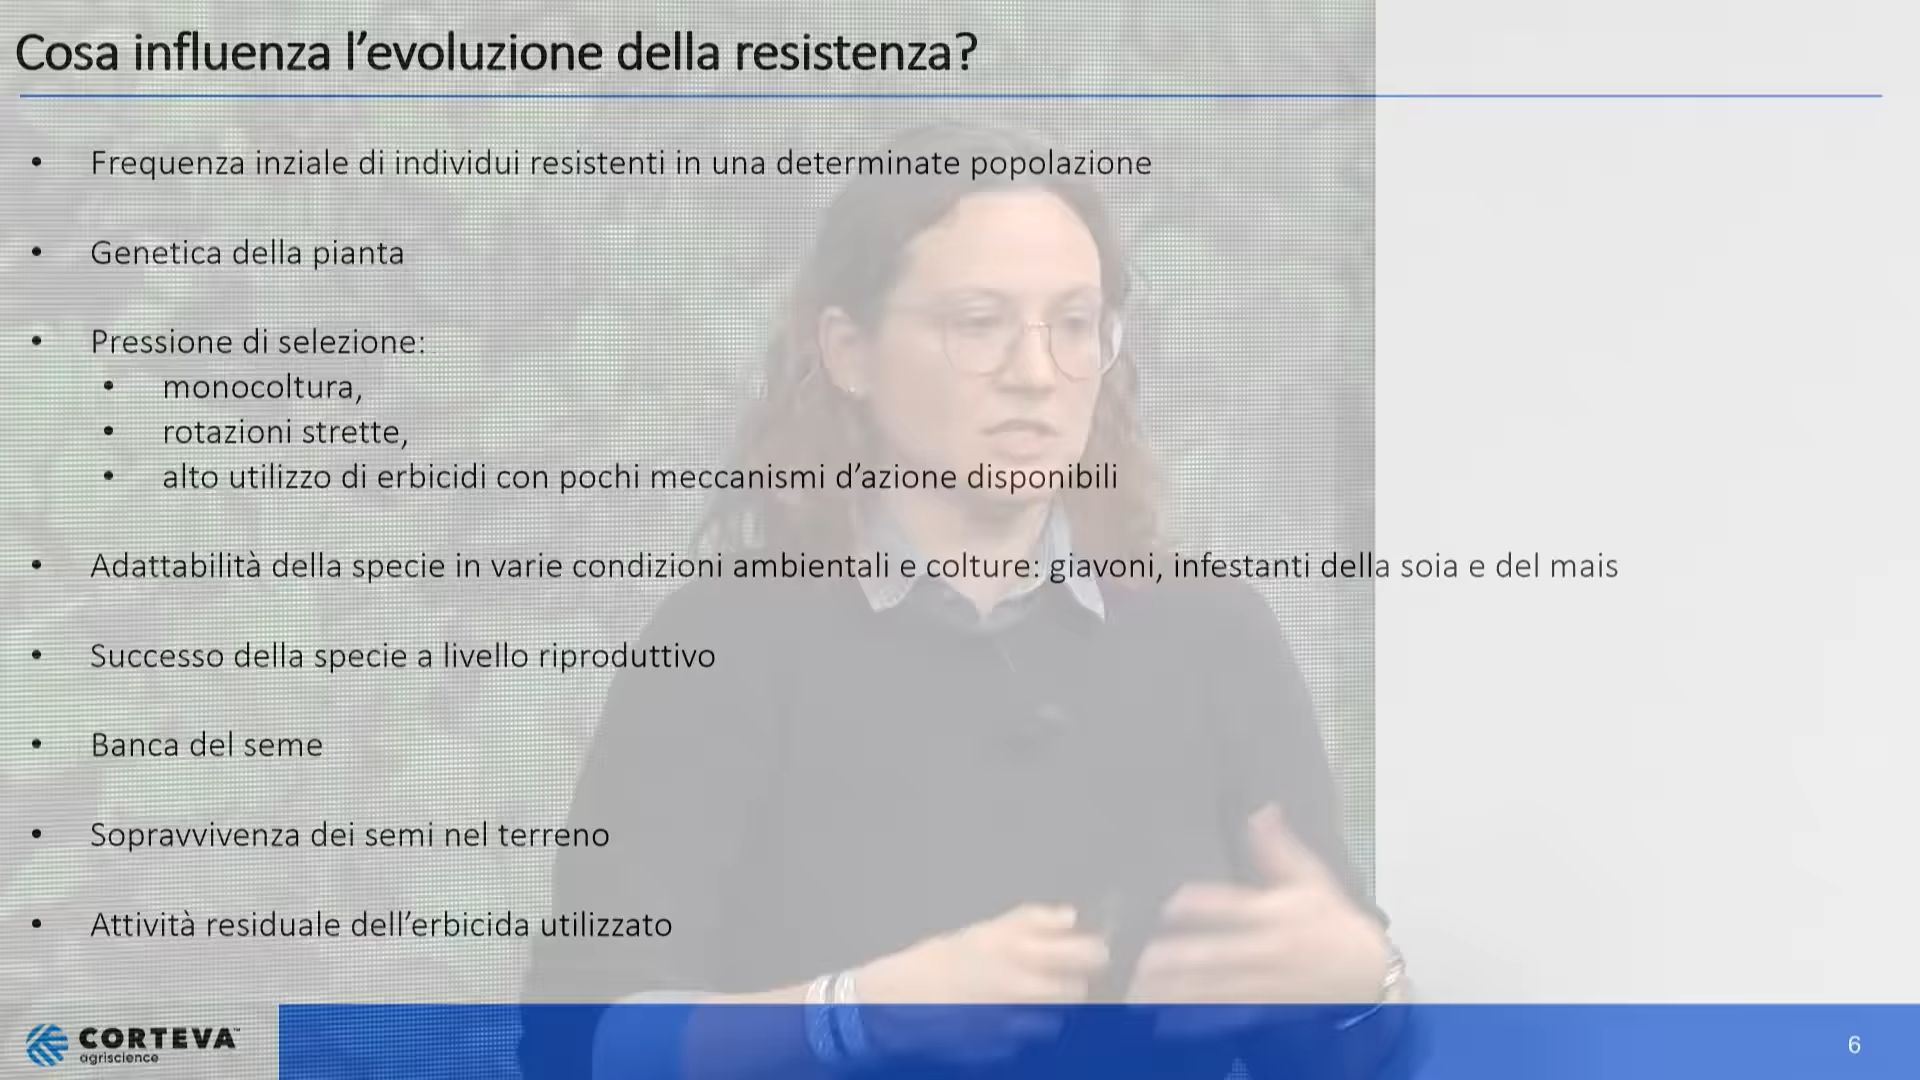 Cosa influenza l’evoluzione della resistenza?
• Frequenza inziale di individui resistenti in una determinate popolazione
• Genetica della pianta
• Pressione di selezione:
• monocoltura,
• rotazioni strette,
• alto utilizzo di erbicidi con pochi meccanismi d’azione disponibili
• Adattabilità della specie in varie condizioni ambientali e colture: giavoni, infestanti della soia e del mais
• Successo della specie a livello riproduttivo
• Banca del seme
• Sopravvivenza dei semi nel terreno
• Attività residuale dell’erbicida utilizzato
CORTEVA™
agriscience
6